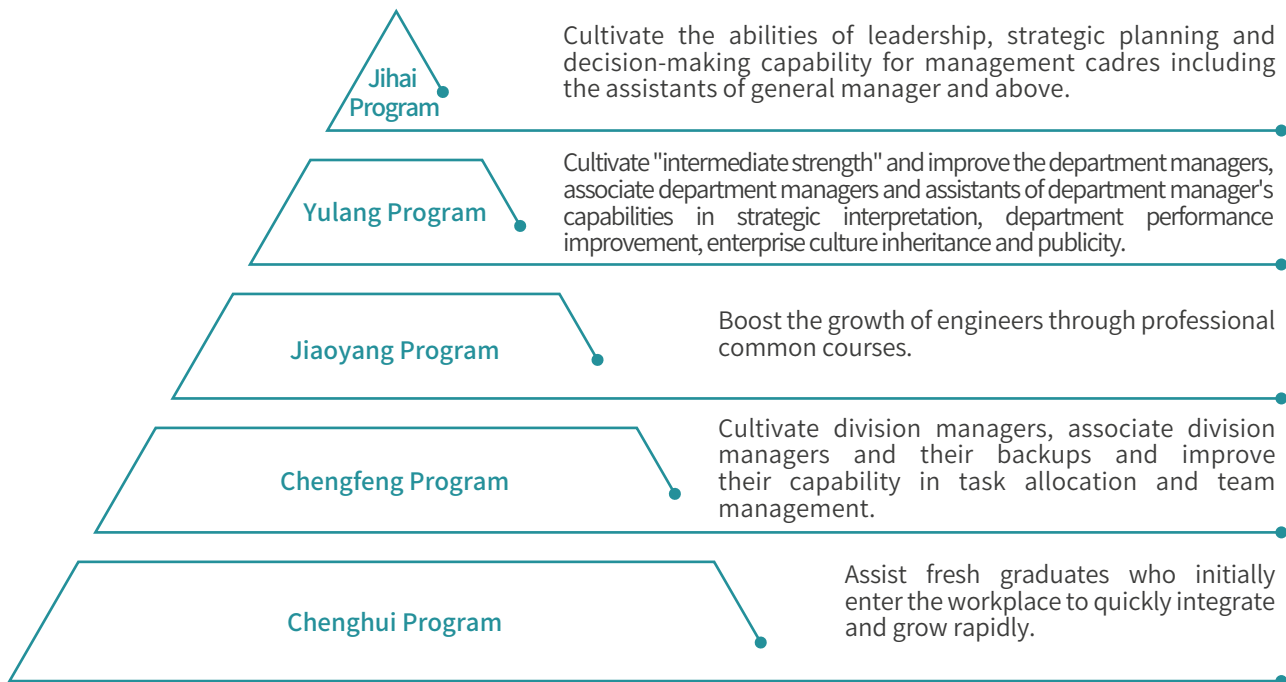 Jihai
Program
Cultivate the abilities of leadership, strategic planning and
decision-making capability for management cadres including
the assistants of general manager and above.
Yulang Program
Cultivate "intermediate strength" and improve the department managers,
associate department managers and assistants of department manager's
capabilities in strategic interpretation, department performance
improvement, enterprise culture inheritance and publicity.
Jiaoyang Program
Boost the growth of engineers through professional
common courses.
Chengfeng Program
Cultivate division managers, associate division
managers and their backups and improve
their capability in task allocation and team
management.
Chenghui Program
Assist fresh graduates who initially
enter the workplace to quickly integrate
and grow rapidly.